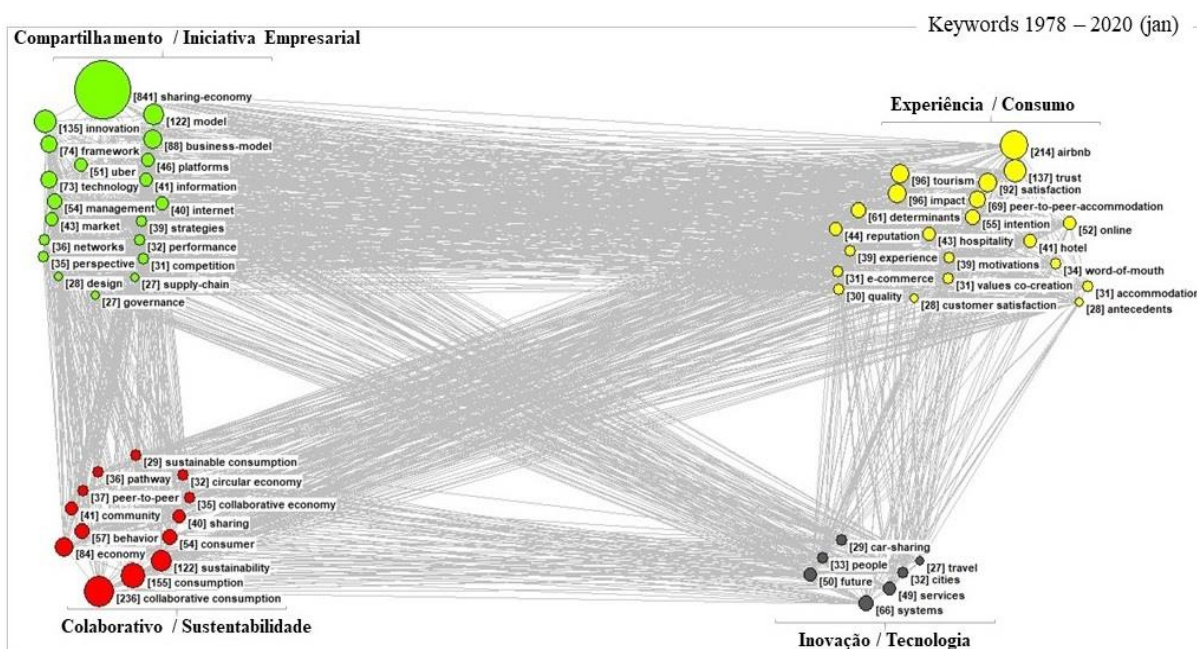 Keywords 1978 – 2020 (jan)
Compartilhamento / Iniciativa Empresarial
[841] sharing-economy
[135] innovation
[122] model
[74] framework
[88] business-model
[51] uber
[46] platforms
[73] technology
[41] information
[54] management
[40] internet
[43] market
[39] strategies
[36] networks
[32] performance
[35] perspective
[31] competition
[28] design
[27] supply-chain
[27] governance
Experiência / Consumo
[214] airbnb
[137] trust
[96] tourism
[92] satisfaction
[96] impact
[69] peer-to-peer-accommodation
[61] determinants
[55] intention
[52] online
[44] reputation
[43] hospitality
[41] hotel
[39] experience
[39] motivations
[34] word-of-mouth
[31] e-commerce
[31] values co-creation
[31] accommodation
[30] quality
[28] customer satisfaction
[28] antecedents
[29] sustainable consumption
[36] pathway
[32] circular economy
[37] peer-to-peer
[35] collaborative economy
[41] community
[40] sharing
[57] behavior
[54] consumer
[84] economy
[122] sustainability
[155] consumption
[236] collaborative consumption
Colaborativo / Sustentabilidade
[29] car-sharing
[33] people
[27] travel
[50] future
[32] cities
[49] services
[66] systems
Inovação / Tecnologia